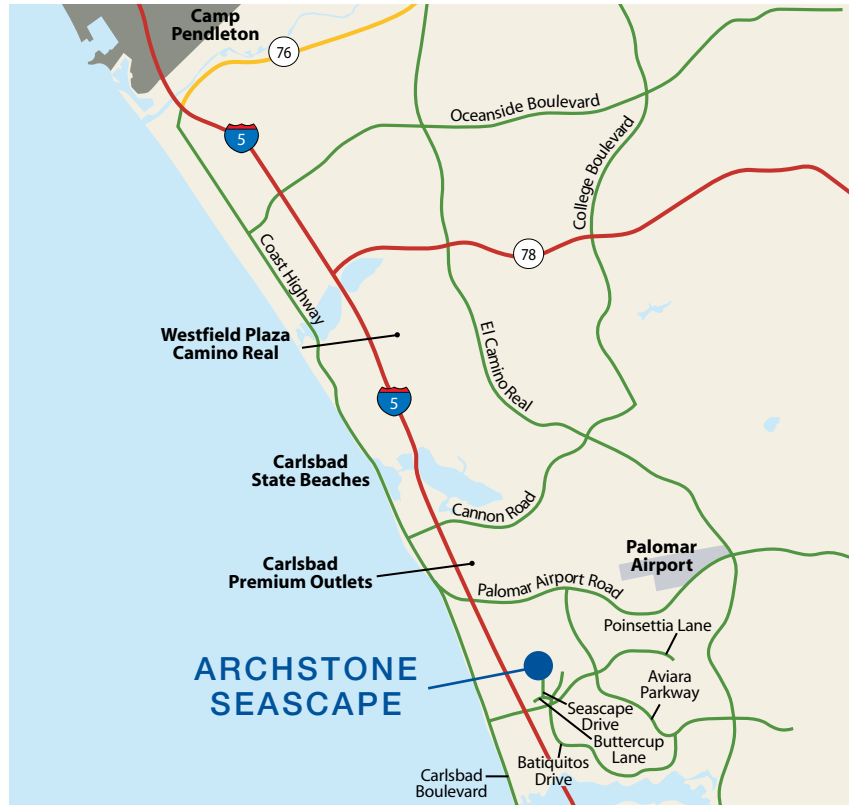 Camp
Pendleton
76
Oceanside Boulevard
5
College Boulevard
Coast Highway
78
Westfield Plaza
Camino Real
El Camino Real
5
Carlsbad
State Beaches
Cannon Road
Carlsbad
Premium Outlets
Palomar
Airport
Palomar Airport Road
Poinsettia Lane
ARCHSTONE
SEASCAPE
Aviara
Parkway
Seascape
Drive
Buttercup
Lane
Batiquitos
Drive
Carlsbad
Boulevard